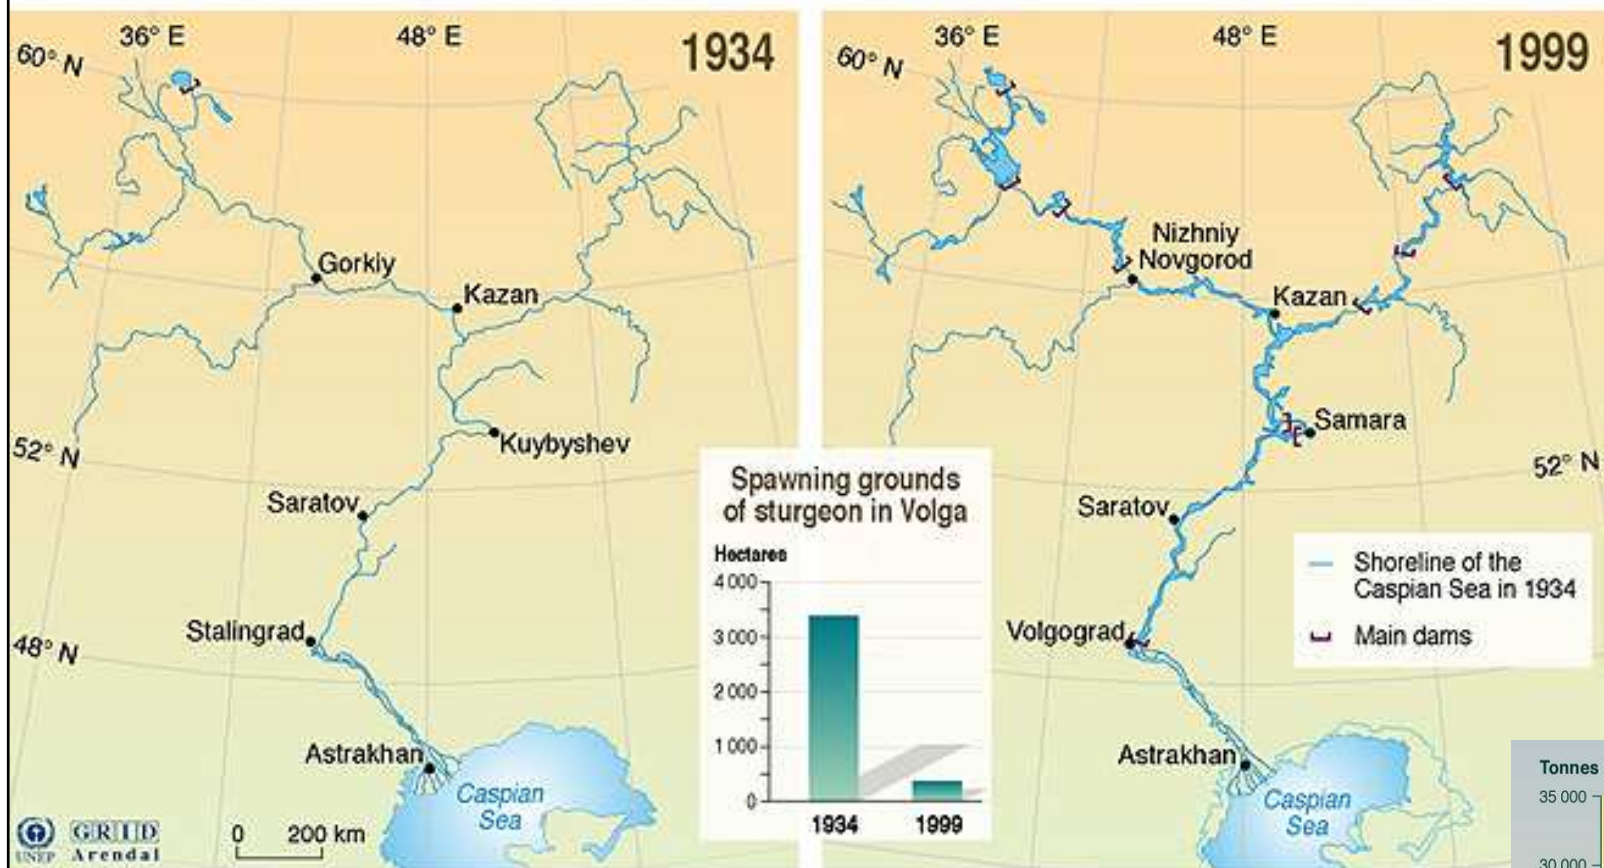 36° E
48° E
1934
60° N
Gorkiy
Kazan
52° N
Kuybyshev
Saratov
Stalingrad
48° N
Astrakhan
Caspian
Sea
UNEP
GRID
Arendal
0 200 km
Spawning grounds
of sturgeon in Volga
Hectares
4 000
3 000
2 000
1 000
0
1934 1999
36° E
48° E
1999
60° N
Nizhniy
Novgorod
Kazan
Samara
52° N
Saratov
Shoreline of the
Caspian Sea in 1934
Main dams
Volgograd
Astrakhan
Caspian
Sea
Tonnes
35 000
30 000